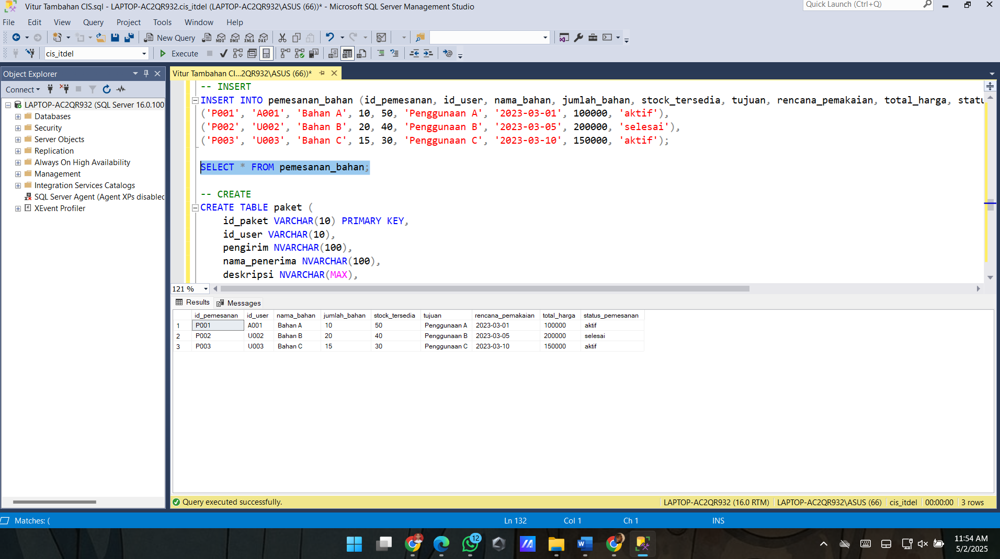 Vitur Tambahan CIS.sql - LAPTOP-AC2QR932.cis_itdel (LAPTOP-AC2QR932\ASUS (66))* - Microsoft SQL Server Management Studio
Quick Launch (Ctrl+Q)
File Edit View Query Project Tools Window Help
New Query
cis_itdel
Execute
Object Explorer
Connect
LAPTOP-AC2QR932 (SQL Server 16.0.100
Databases
Security
Server Objects
Replication
Always On High Availability
Management
Integration Services Catalogs
SQL Server Agent (Agent XPs disabled
XEvent Profiler
Vitur Tambahan CI...2QR932\ASUS (66))*
-- INSERT
INSERT INTO pemesanan_bahan (id_pemesanan, id_user, nama_bahan, jumlah_bahan, stock_tersedia, tujuan, rencana_pemakaian, total_harga, statu
('P001', 'A001', 'Bahan A', 10, 50, 'Penggunaan A', '2023-03-01', 100000, 'aktif'),
('P002', 'U002', 'Bahan B', 20, 40, 'Penggunaan B', '2023-03-05', 200000, 'selesai'),
('P003', 'U003', 'Bahan C', 15, 30, 'Penggunaan C', '2023-03-10', 150000, 'aktif');
SELECT * FROM pemesanan_bahan;
-- CREATE
CREATE TABLE paket (
id_paket VARCHAR(10) PRIMARY KEY,
id_user VARCHAR(10),
pengirim NVARCHAR(100),
nama_penerima NVARCHAR(100),
deskripsi NVARCHAR(MAX),
121 %
Results Messages
id_pemesanan id_user nama_bahan jumlah_bahan stock_tersedia tujuan rencana_pemakaian total_harga status_pemesanan
1 P001 A001 Bahan A 10 50 Penggunaan A 2023-03-01 100000 aktif
2 P002 U002 Bahan B 20 40 Penggunaan B 2023-03-05 200000 selesai
3 P003 U003 Bahan C 15 30 Penggunaan C 2023-03-10 150000 aktif
Query executed successfully.
LAPTOP-AC2QR932 (16.0 RTM) LAPTOP-AC2QR932\ASUS (66) cis_itdel 00:00:00 3 rows
Matches: (
Ln 132 Col 1 Ch 1 INS
12
11:54 AM
5/2/2025